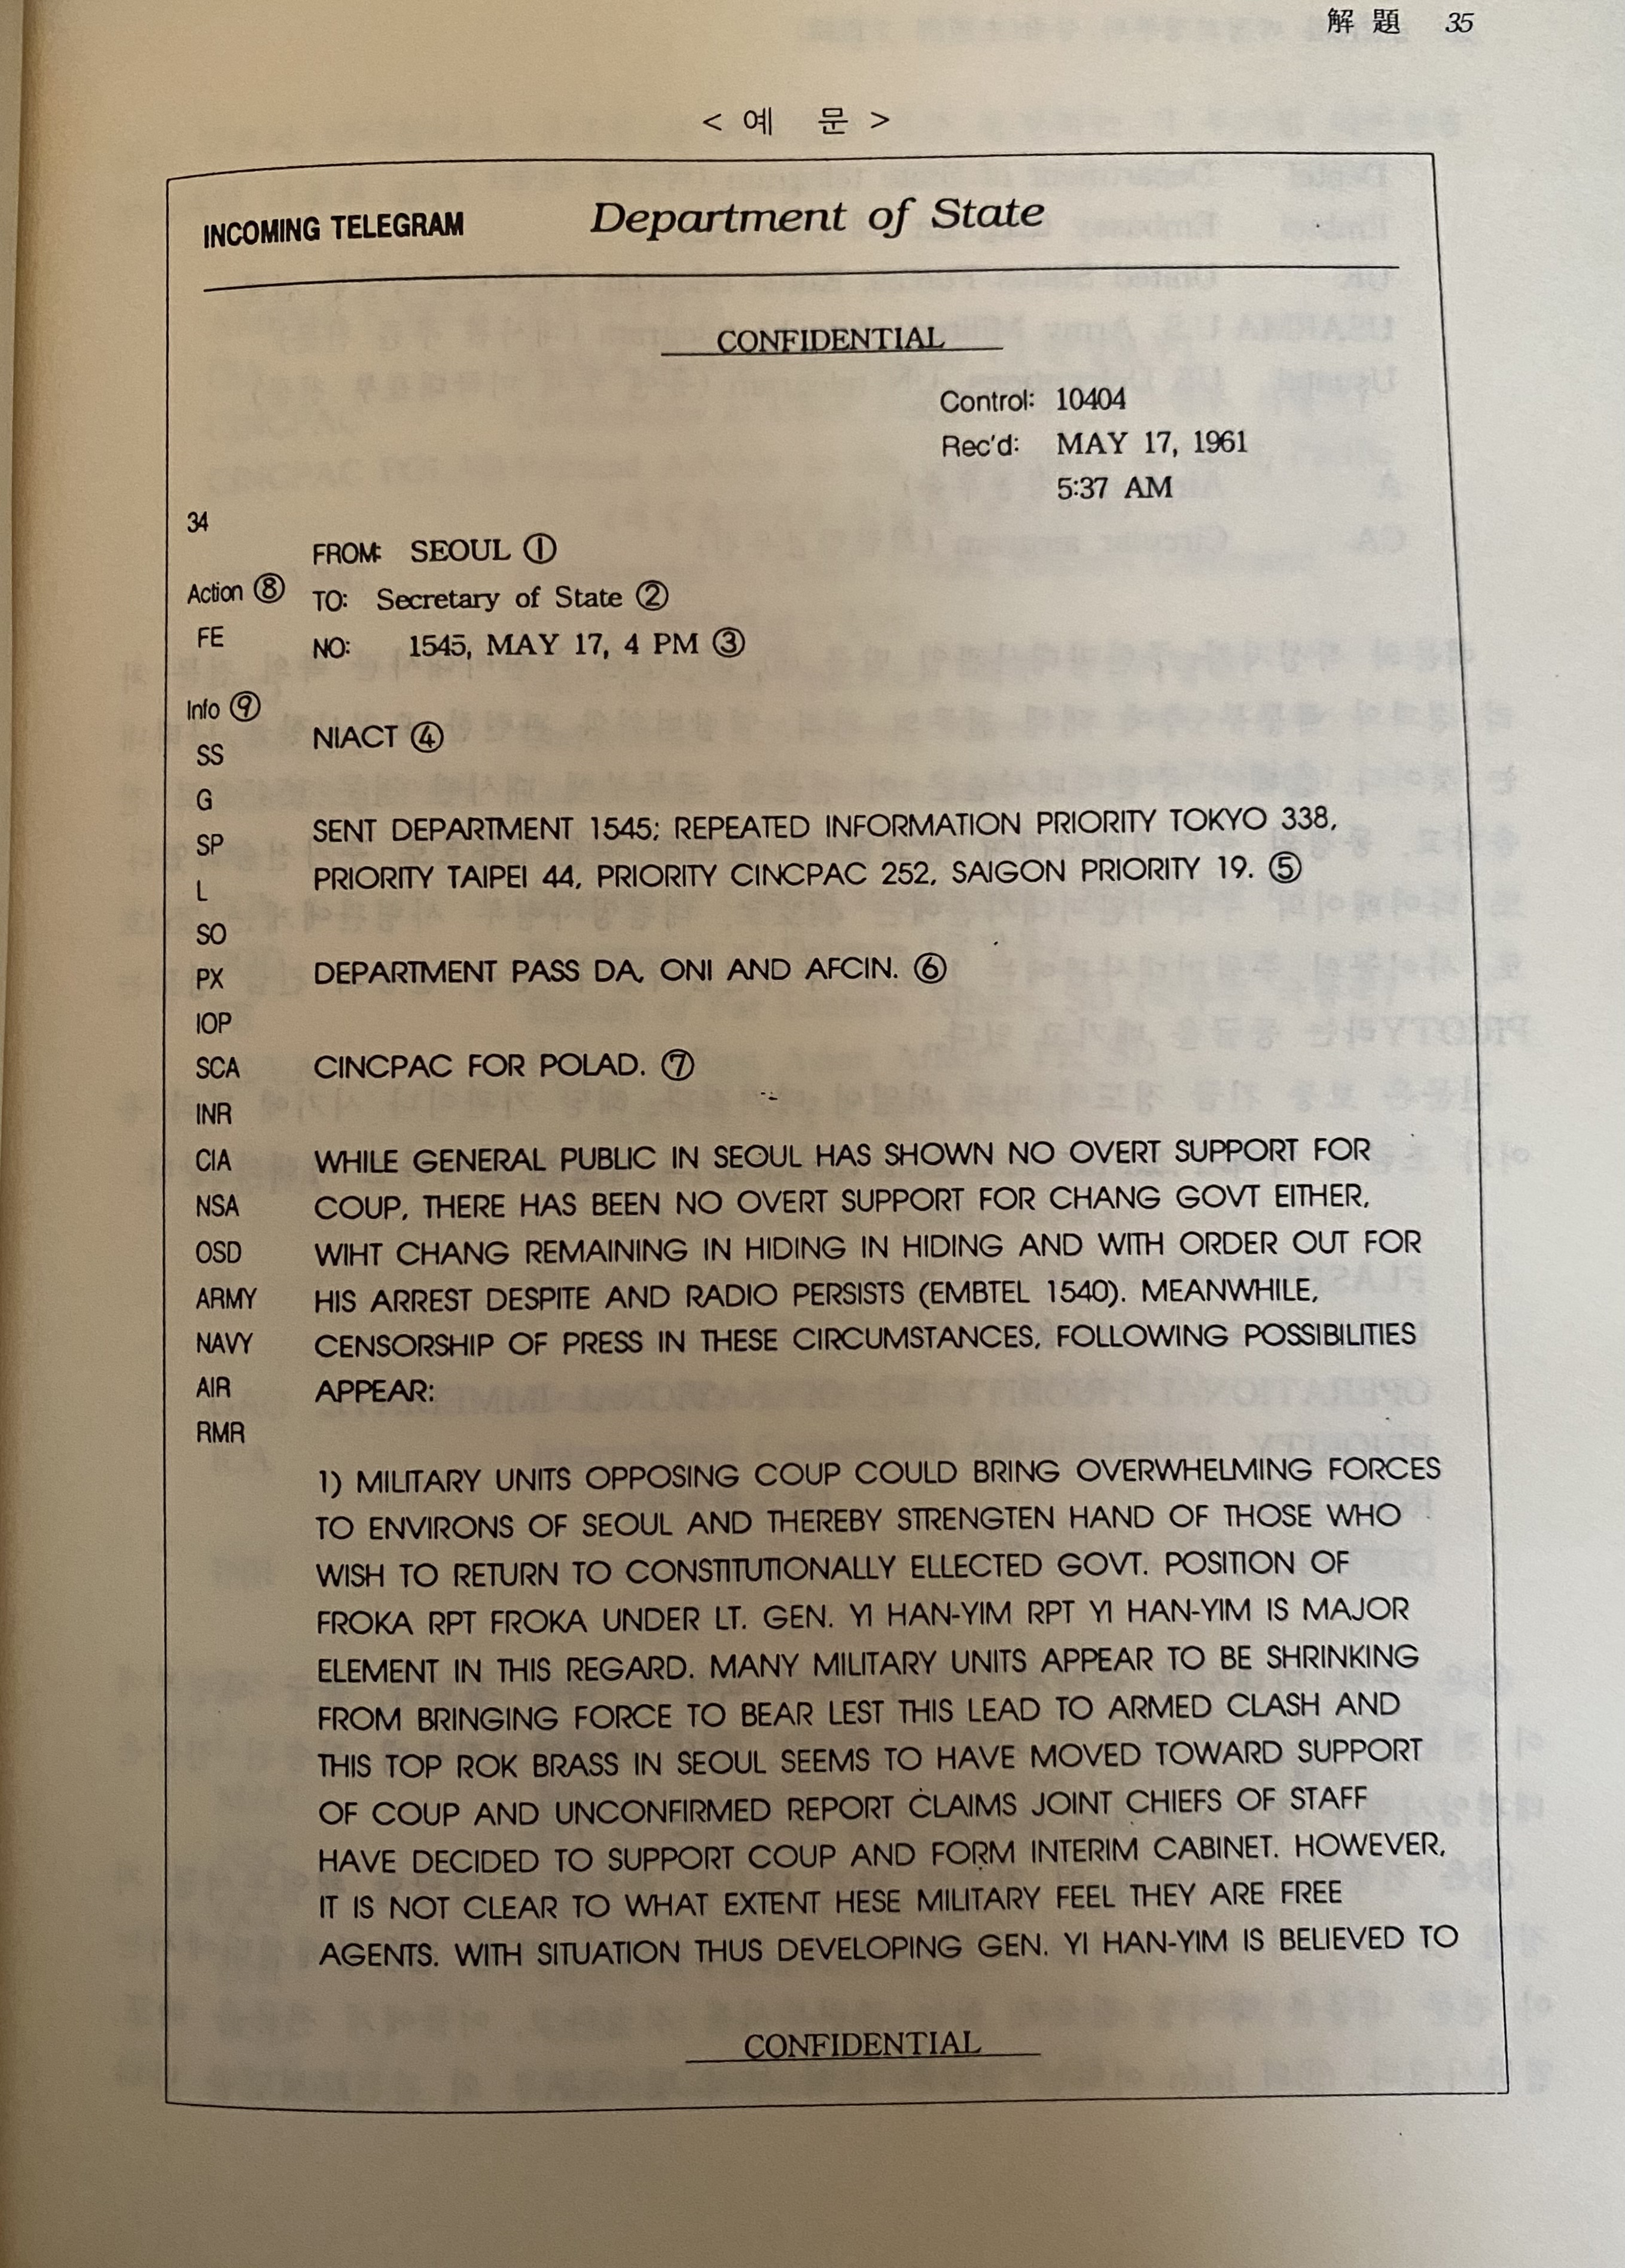 解 題 35
< 예 문 >
INCOMING TELEGRAM Department of State
CONFIDENTIAL
Control: 10404
Rec'd: MAY 17, 1961
5:37 AM
34
FROM: SEOUL ①
Action ⑧ TO: Secretary of State ②
FE NO: 1545, MAY 17, 4 PM ③
Info ⑨
NIACT ④
SS
G
SENT DEPARTMENT 1545; REPEATED INFORMATION PRIORITY TOKYO 338,
SP
PRIORITY TAIPEI 44, PRIORITY CINCPAC 252, SAIGON PRIORITY 19. ⑤
L
SO
PX DEPARTMENT PASS DA, ONI AND AFCIN. ⑥
IOP
SCA CINCPAC FOR POLAD. ⑦
INR
CIA WHILE GENERAL PUBLIC IN SEOUL HAS SHOWN NO OVERT SUPPORT FOR
NSA COUP, THERE HAS BEEN NO OVERT SUPPORT FOR CHANG GOVT EITHER,
OSD WIHT CHANG REMAINING IN HIDING IN HIDING AND WITH ORDER OUT FOR
ARMY HIS ARREST DESPITE AND RADIO PERSISTS (EMBTEL 1540). MEANWHILE,
NAVY CENSORSHIP OF PRESS IN THESE CIRCUMSTANCES, FOLLOWING POSSIBILITIES
AIR APPEAR:
RMR
1) MILITARY UNITS OPPOSING COUP COULD BRING OVERWHELMING FORCES
TO ENVIRONS OF SEOUL AND THEREBY STRENGTEN HAND OF THOSE WHO
WISH TO RETURN TO CONSTITUTIONALLY ELLECTED GOVT. POSITION OF
FROKA RPT FROKA UNDER LT. GEN. YI HAN-YIM RPT YI HAN-YIM IS MAJOR
ELEMENT IN THIS REGARD. MANY MILITARY UNITS APPEAR TO BE SHRINKING
FROM BRINGING FORCE TO BEAR LEST THIS LEAD TO ARMED CLASH AND
THIS TOP ROK BRASS IN SEOUL SEEMS TO HAVE MOVED TOWARD SUPPORT
OF COUP AND UNCONFIRMED REPORT CLAIMS JOINT CHIEFS OF STAFF
HAVE DECIDED TO SUPPORT COUP AND FORM INTERIM CABINET. HOWEVER,
IT IS NOT CLEAR TO WHAT EXTENT HESE MILITARY FEEL THEY ARE FREE
AGENTS. WITH SITUATION THUS DEVELOPING GEN. YI HAN-YIM IS BELIEVED TO
CONFIDENTIAL